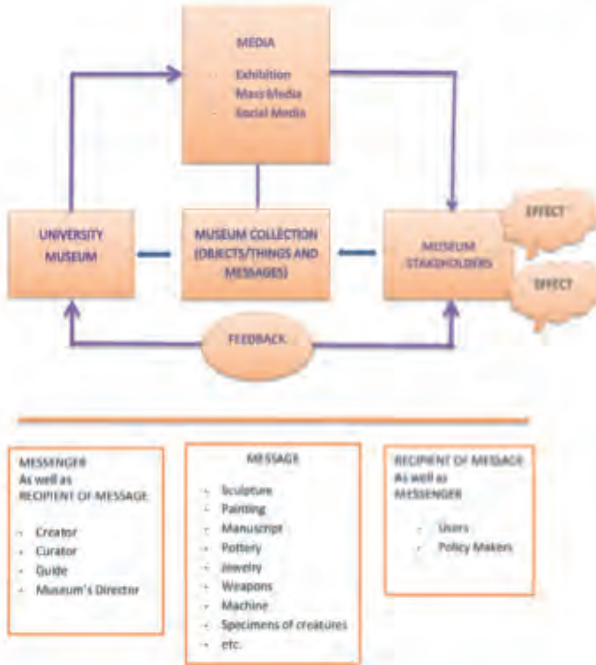 MEDIA
- Exhibition
- Mass Media
- Social Media
UNIVERSITY
MUSEUM
MUSEUM COLLECTION
(OBJECTS/THINGS AND
MESSAGES)
MUSEUM
STAKEHOLDERS
EFFECT
EFFECT
FEEDBACK
MESSENGER
As well as
RECIPIENT OF MESSAGE
- Creator
- Curator
- Guide
- Museum's Director
MESSAGE
- Sculpture
- Painting
- Manuscript
- Pottery
- Jewelry
- Weapons
- Machine
- Specimens of creatures
- etc.
RECIPIENT OF MESSAGE
As well as
MESSENGER
- Users
- Policy Makers